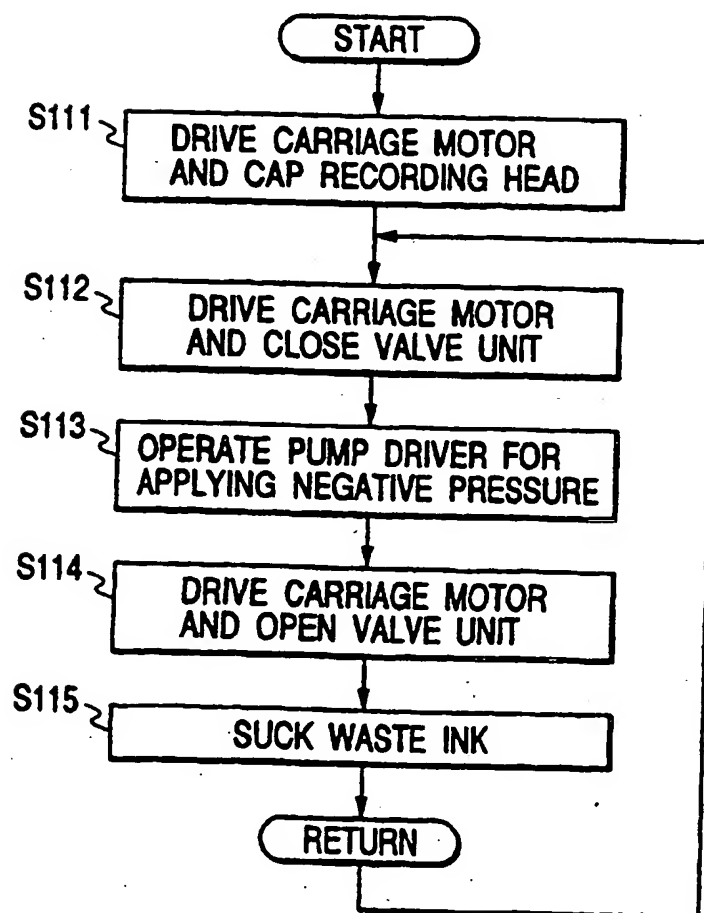 START
S111
DRIVE CARRIAGE MOTOR
AND CAP RECORDING HEAD
S112
DRIVE CARRIAGE MOTOR
AND CLOSE VALVE UNIT
S113
OPERATE PUMP DRIVER FOR
APPLYING NEGATIVE PRESSURE
S114
DRIVE CARRIAGE MOTOR
AND OPEN VALVE UNIT
S115
SUCK WASTE INK
RETURN